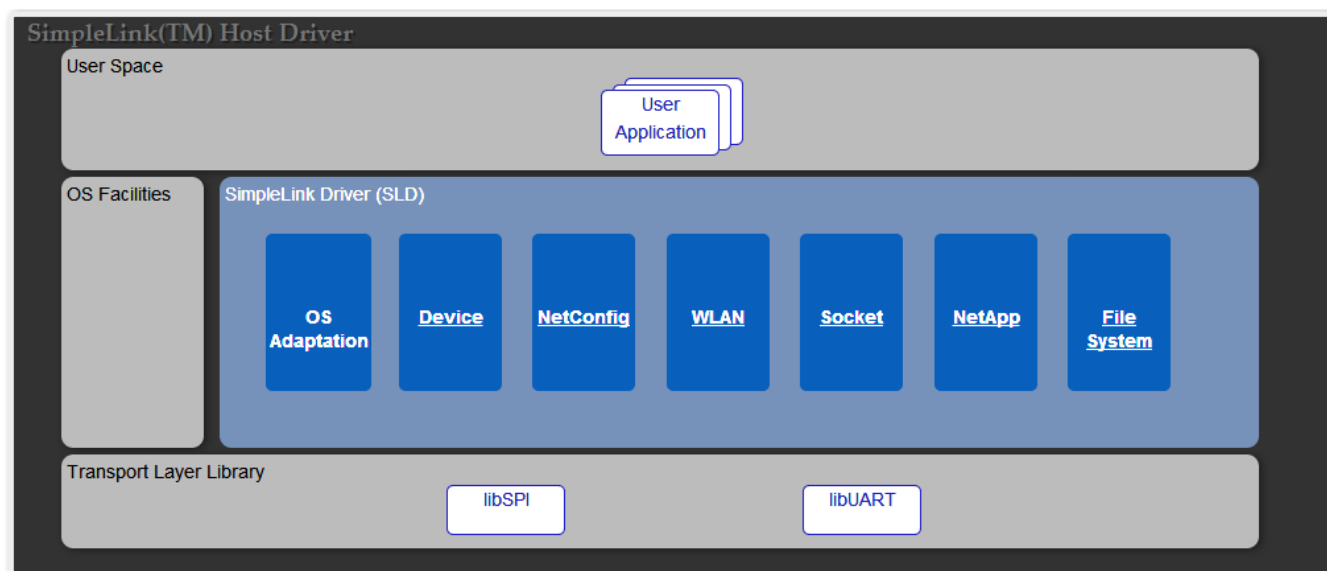 SimpleLink(TM) Host Driver
User Space
User
Application
OS Facilities
SimpleLink Driver (SLD)
OS
Adaptation
Device
NetConfig
WLAN
Socket
NetApp
File
System
Transport Layer Library
libSPI
libUART